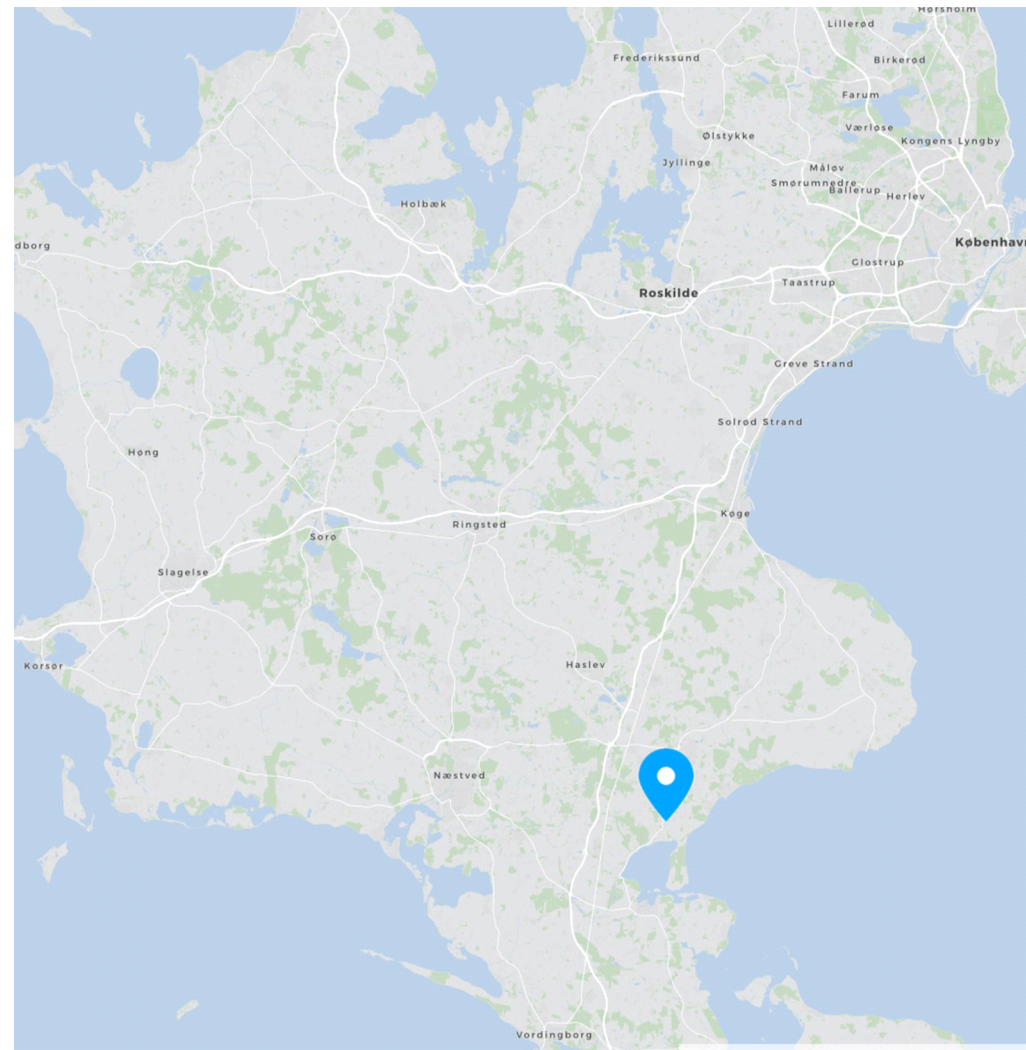 Hørsholm
Lillerød
Frederikssund
Birkerød
Farum
Værløse
Ølstykke
Kongens Lyngby
Jyllinge
Måløv
Smørumnedre
Ballerup
Herlev
Holbæk
København
dborg
Glostrup
Taastrup
Roskilde
Greve Strand
Solrød Strand
Høng
Køge
Ringsted
Sorø
Slagelse
Korsør
Haslev
Næstved
Vordingborg